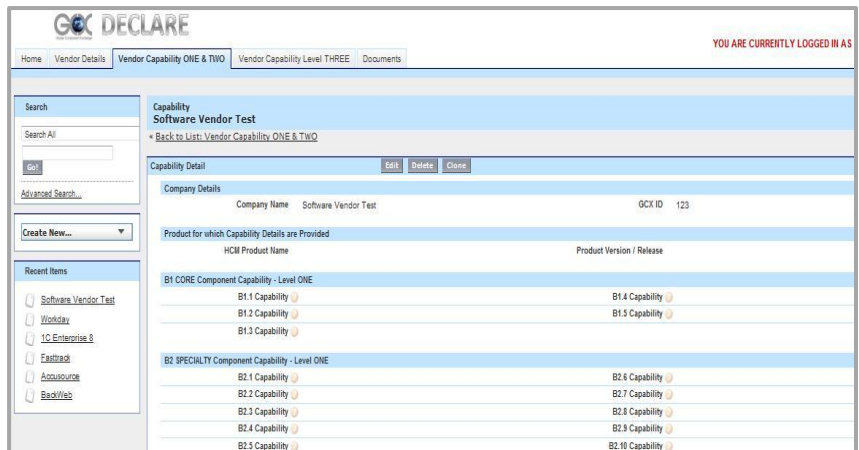 GCX DECLARE
YOU ARE CURRENTLY LOGGED IN AS
Home Vendor Details Vendor Capability ONE & TWO Vendor Capability Level THREE Documents
Search
Search All
Go!
Advanced Search...
Create New...
Recent Items
Software Vendor Test
Workday
1C Enterprise 8
Fasttrack
Accusource
BackWeb
Capability
Software Vendor Test
« Back to List: Vendor Capability ONE & TWO
Capability Detail Edit Delete Clone
Company Details
Company Name Software Vendor Test GCX ID 123
Product for which Capability Details are Provided
HCM Product Name Product Version / Release
B1 CORE Component Capability - Level ONE
B1.1 Capability B1.4 Capability
B1.2 Capability B1.5 Capability
B1.3 Capability
B2 SPECIALTY Component Capability - Level ONE
B2.1 Capability B2.6 Capability
B2.2 Capability B2.7 Capability
B2.3 Capability B2.8 Capability
B2.4 Capability B2.9 Capability
B2.5 Capability B2.10 Capability